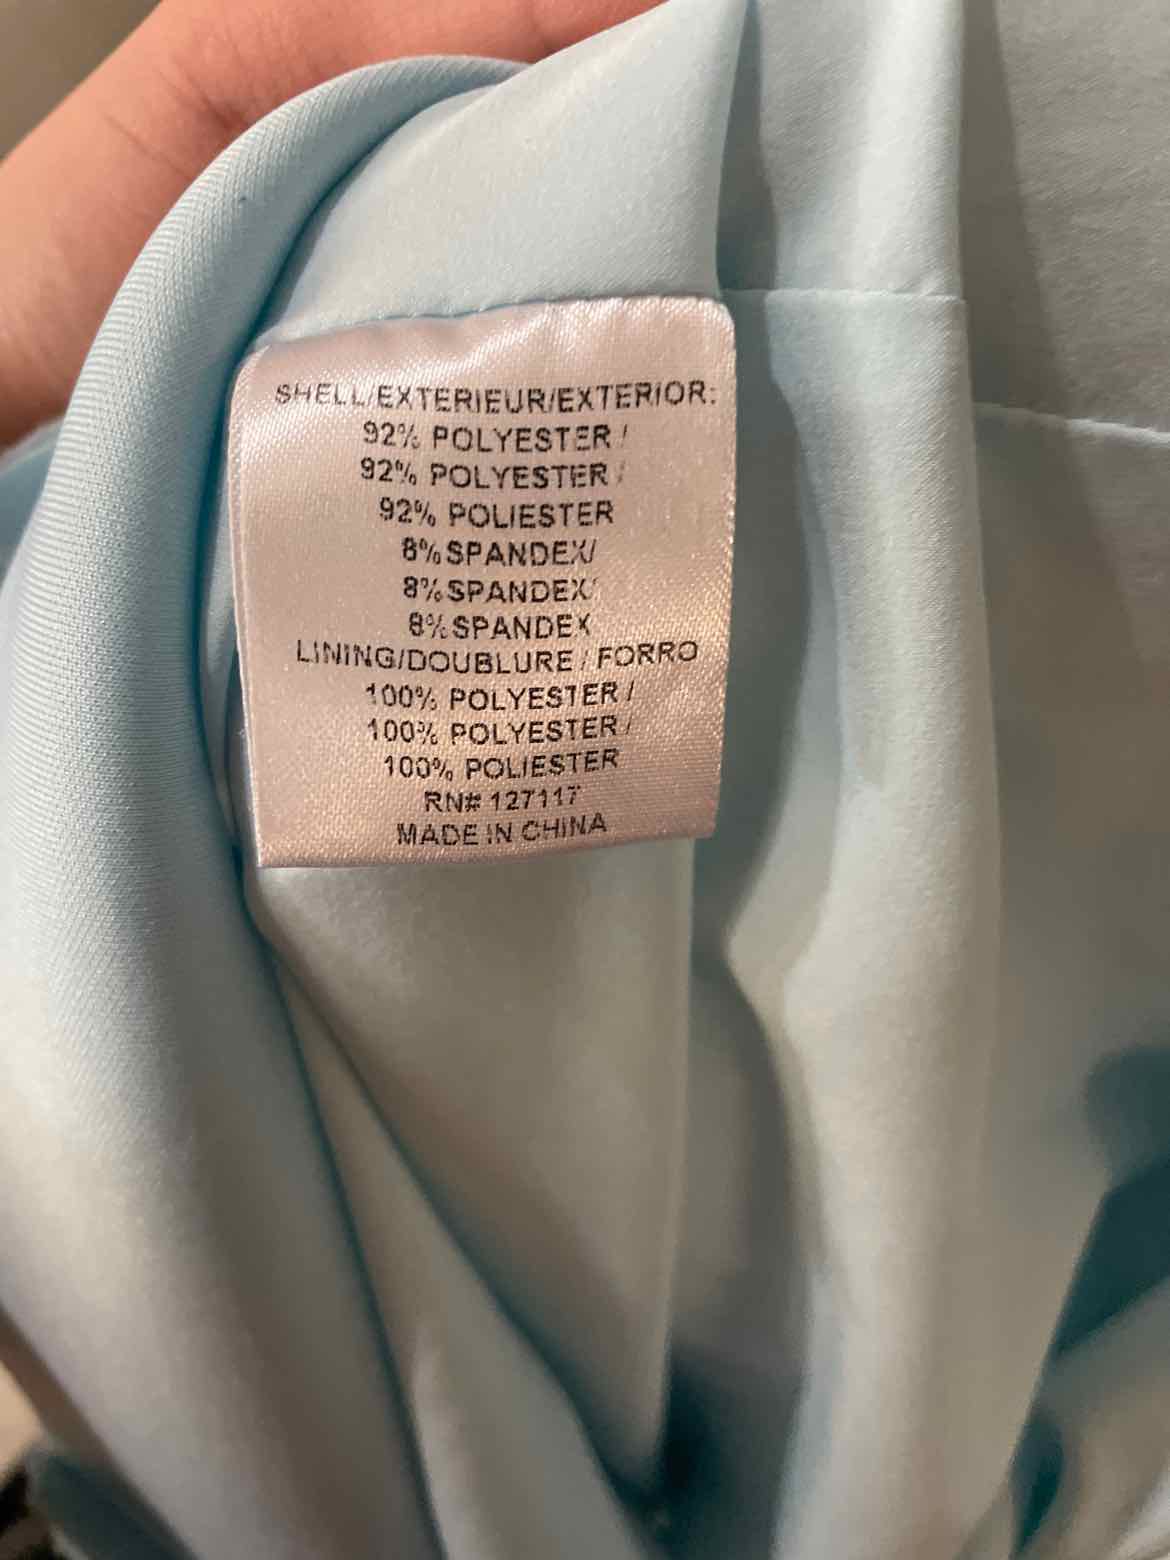 SHELL/EXTERIEUR/EXTERIOR:
92% POLYESTER /
92% POLYESTER /
92% POLIESTER
8%SPANDEX/
8%SPANDEX/
8%SPANDEX
LINING/DOUBLURE / FORRO
100% POLYESTER /
100% POLYESTER /
100% POLIESTER
RN# 127117
MADE IN CHINA